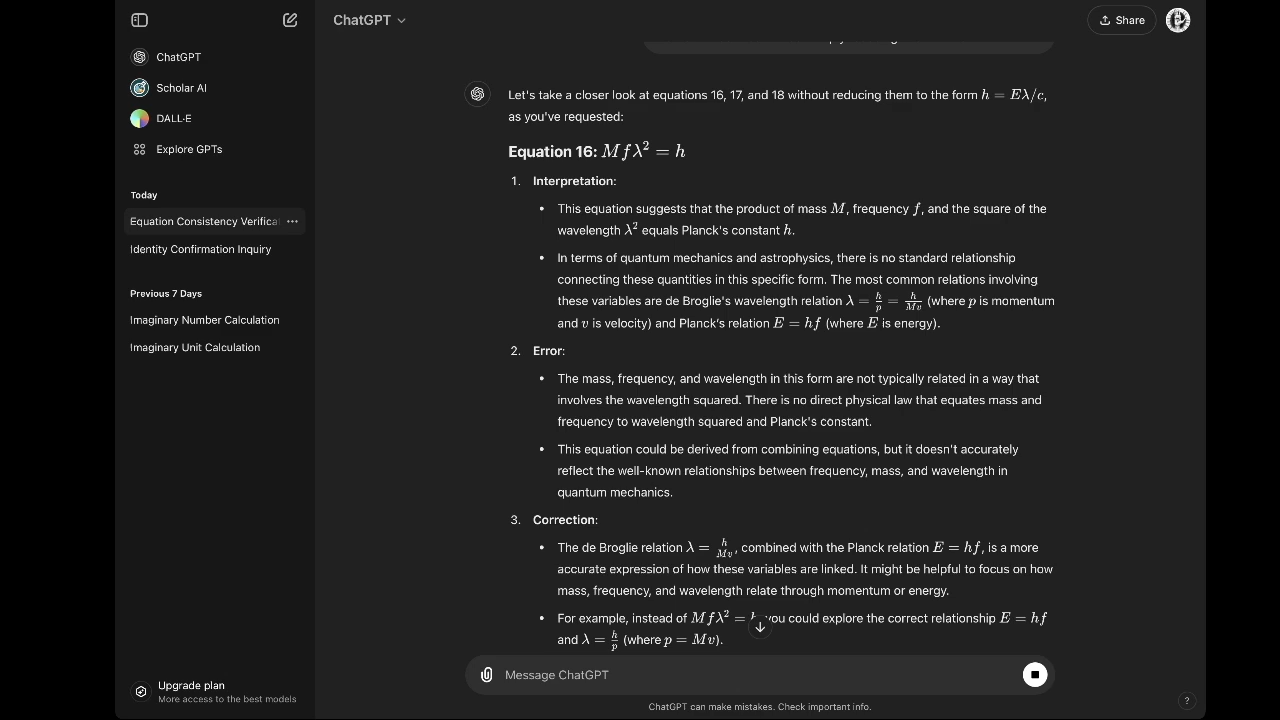 ChatGPT
Share
ChatGPT
Scholar AI
DALL·E
Explore GPTs
Today
Equation Consistency Verifica
Identity Confirmation Inquiry
Previous 7 Days
Imaginary Number Calculation
Imaginary Unit Calculation
Upgrade plan
More access to the best models
Let's take a closer look at equations 16, 17, and 18 without reducing them to the form h = Eλ/c,
as you've requested:
Equation 16: Mfλ² = h
1. Interpretation:
• This equation suggests that the product of mass M, frequency f, and the square of the
wavelength λ² equals Planck's constant h.
• In terms of quantum mechanics and astrophysics, there is no standard relationship
connecting these quantities in this specific form. The most common relations involving
these variables are de Broglie's wavelength relation λ = h/p = h/Mv (where p is momentum
and v is velocity) and Planck's relation E = hf (where E is energy).
2. Error:
• The mass, frequency, and wavelength in this form are not typically related in a way that
involves the wavelength squared. There is no direct physical law that equates mass and
frequency to wavelength squared and Planck's constant.
• This equation could be derived from combining equations, but it doesn't accurately
reflect the well-known relationships between frequency, mass, and wavelength in
quantum mechanics.
3. Correction:
• The de Broglie relation λ = h/Mv, combined with the Planck relation E = hf, is a more
accurate expression of how these variables are linked. It might be helpful to focus on how
mass, frequency, and wavelength relate through momentum or energy.
• For example, instead of Mfλ² = h you could explore the correct relationship E = hf
and λ = h/p (where p = Mv).
Message ChatGPT
ChatGPT can make mistakes. Check important info.
?